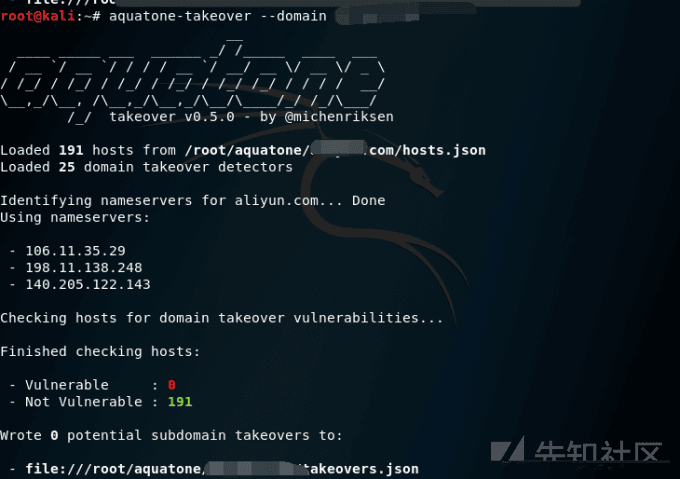 - file:///roo
root@kali:~# aquatone-takeover --domain
aquatone
takeover v0.5.0 - by @michenriksen
Loaded 191 hosts from /root/aquatone/ .com/hosts.json
Loaded 25 domain takeover detectors
Identifying nameservers for aliyun.com... Done
Using nameservers:
- 106.11.35.29
- 198.11.138.248
- 140.205.122.143
Checking hosts for domain takeover vulnerabilities...
Finished checking hosts:
- Vulnerable : 0
- Not Vulnerable : 191
Wrote 0 potential subdomain takeovers to:
- file:///root/aquatone/ /takeovers.json
先知社区